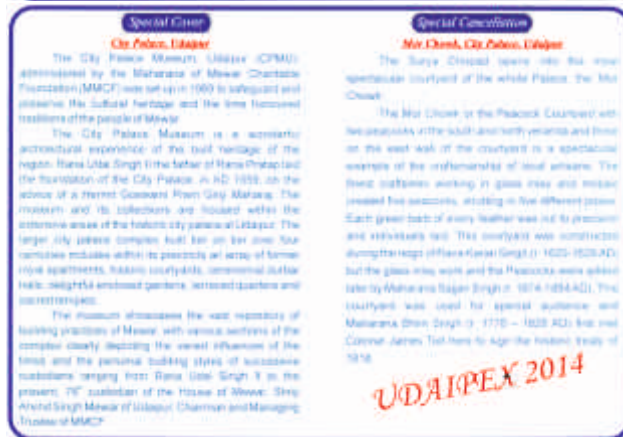 Special Cover
City Palace, Udaipur
The City Palace Museum, Udaipur (CPMU)
administered by the Maharana of Mewar Charitable
Foundation (MMCF) was set up in 1969 to safeguard and
preserve this cultural heritage and the time honoured
traditions of the people of Mewar.
The City Palace Museum is a wonderful
architectural experience of the built heritage of the
region. Rana Udai Singh II the father of Rana Pratap laid
the foundation of the City Palace, in AD 1559, on the
advice of a Hermit Goswami Prem Giriji Maharaj. The
museum and its collections are housed within the
extensive areas of the historic city palace at Udaipur. The
larger city palace complex built bar on bar over four
centuries includes within its precincts an array of former
royal apartments, historic courtyards, ceremonial durbar
halls, delightful enclosed gardens, terraced quarters and
sacred temples.
The museum showcases the vast repository of
building practices of Mewar, with various sections of the
complex clearly depicting the varied influences of the
times and the personal building styles of successive
custodians ranging from Rana Udai Singh II to the
present, 76th custodian of the House of Mewar, Shriji
Arvind Singh Mewar of Udaipur, Chairman and Managing
Trustee of MMCF
Special Cancellation
Mor Chowk, City Palace, Udaipur
The Surya Chopad opens into the most
spectacular courtyard of the whole Palace, the Mor
Chowk.
The Mor Chowk or the Peacock Courtyard with
two peacocks in the south and north veranda and three
on the east wall of the courtyard is a spectacular
example of the craftsmanship of local artisans. The
finest craftsmen working in glass inlay and mosaic
created five peacocks, strutting in five different poses.
Each green barb of every feather was cut to precision
and individually laid. This courtyard was constructed
during the reign of Rana Karan Singh (r. 1620-1628 AD)
but the glass inlay work and the Peacocks were added
later by Maharana Sajjan Singh (r. 1874-1884 AD). This
courtyard was used for special audience and
Maharana Bhim Singh (r. 1778 – 1828 AD) first met
Colonel James Tod here to sign the historic treaty of
1818.
UDAIPEX 2014